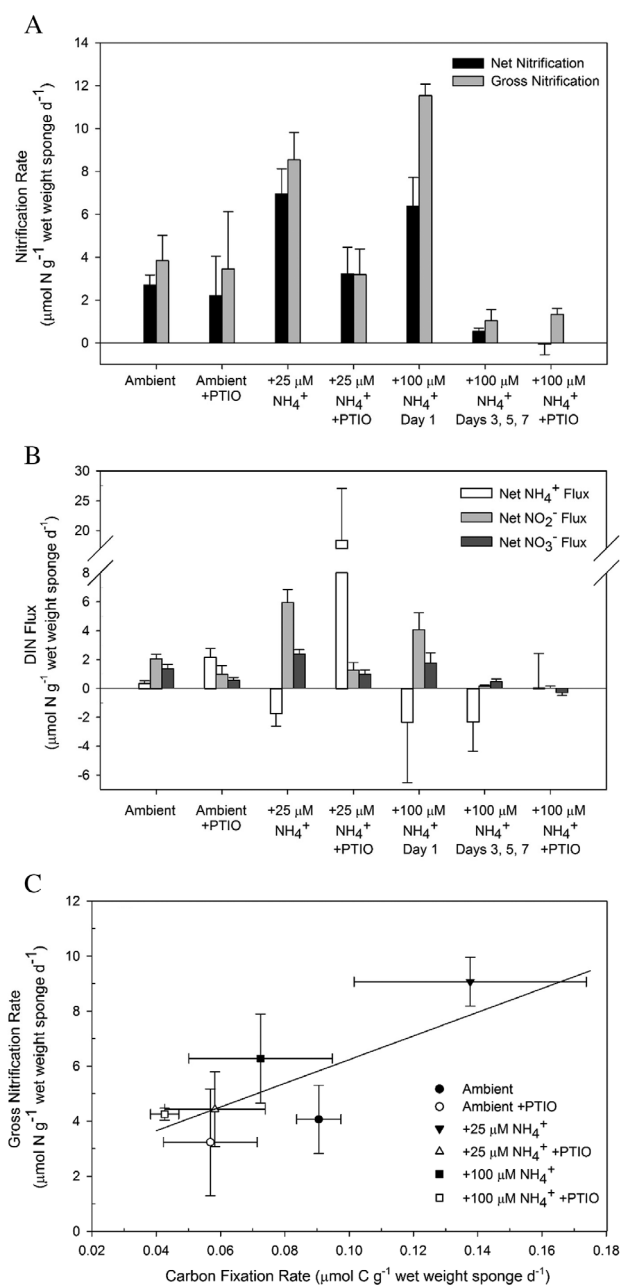 A
Nitrification Rate
(μmol N g⁻¹ wet weight sponge d⁻¹)
14
12
10
8
6
4
2
0
Net Nitrification
Gross Nitrification
Ambient
Ambient
+PTIO
+25 μM
NH₄⁺
+25 μM
NH₄⁺
+PTIO
+100 μM
NH₄⁺
Day 1
+100 μM
NH₄⁺
Days 3, 5, 7
+100 μM
NH₄⁺
+PTIO
B
DIN Flux
(μmol N g⁻¹ wet weight sponge d⁻¹)
30
25
20
8
6
4
2
0
-2
-4
-6
Net NH₄⁺ Flux
Net NO₂⁻ Flux
Net NO₃⁻ Flux
Ambient
Ambient
+PTIO
+25 μM
NH₄⁺
+25 μM
NH₄⁺
+PTIO
+100 μM
NH₄⁺
Day 1
+100 μM
NH₄⁺
Days 3, 5, 7
+100 μM
NH₄⁺
+PTIO
C
Gross Nitrification Rate
(μmol N g⁻¹ wet weight sponge d⁻¹)
12
10
8
6
4
2
0
Ambient
Ambient +PTIO
+25 μM NH₄⁺
+25 μM NH₄⁺ +PTIO
+100 μM NH₄⁺
+100 μM NH₄⁺ +PTIO
0.02 0.04 0.06 0.08 0.10 0.12 0.14 0.16 0.18
Carbon Fixation Rate (μmol C g⁻¹ wet weight sponge d⁻¹)